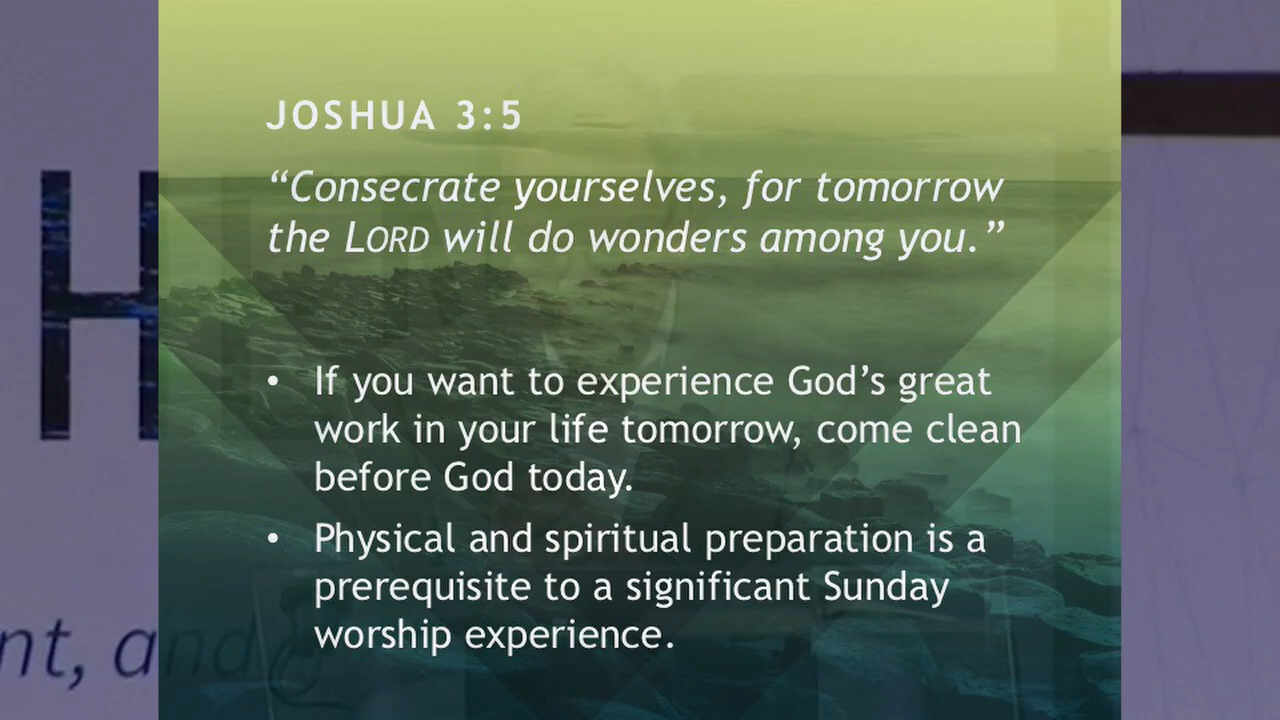 JOSHUA 3:5
“Consecrate yourselves, for tomorrow
the LORD will do wonders among you.”
• If you want to experience God’s great
work in your life tomorrow, come clean
before God today.
• Physical and spiritual preparation is a
prerequisite to a significant Sunday
worship experience.
H
nt, and